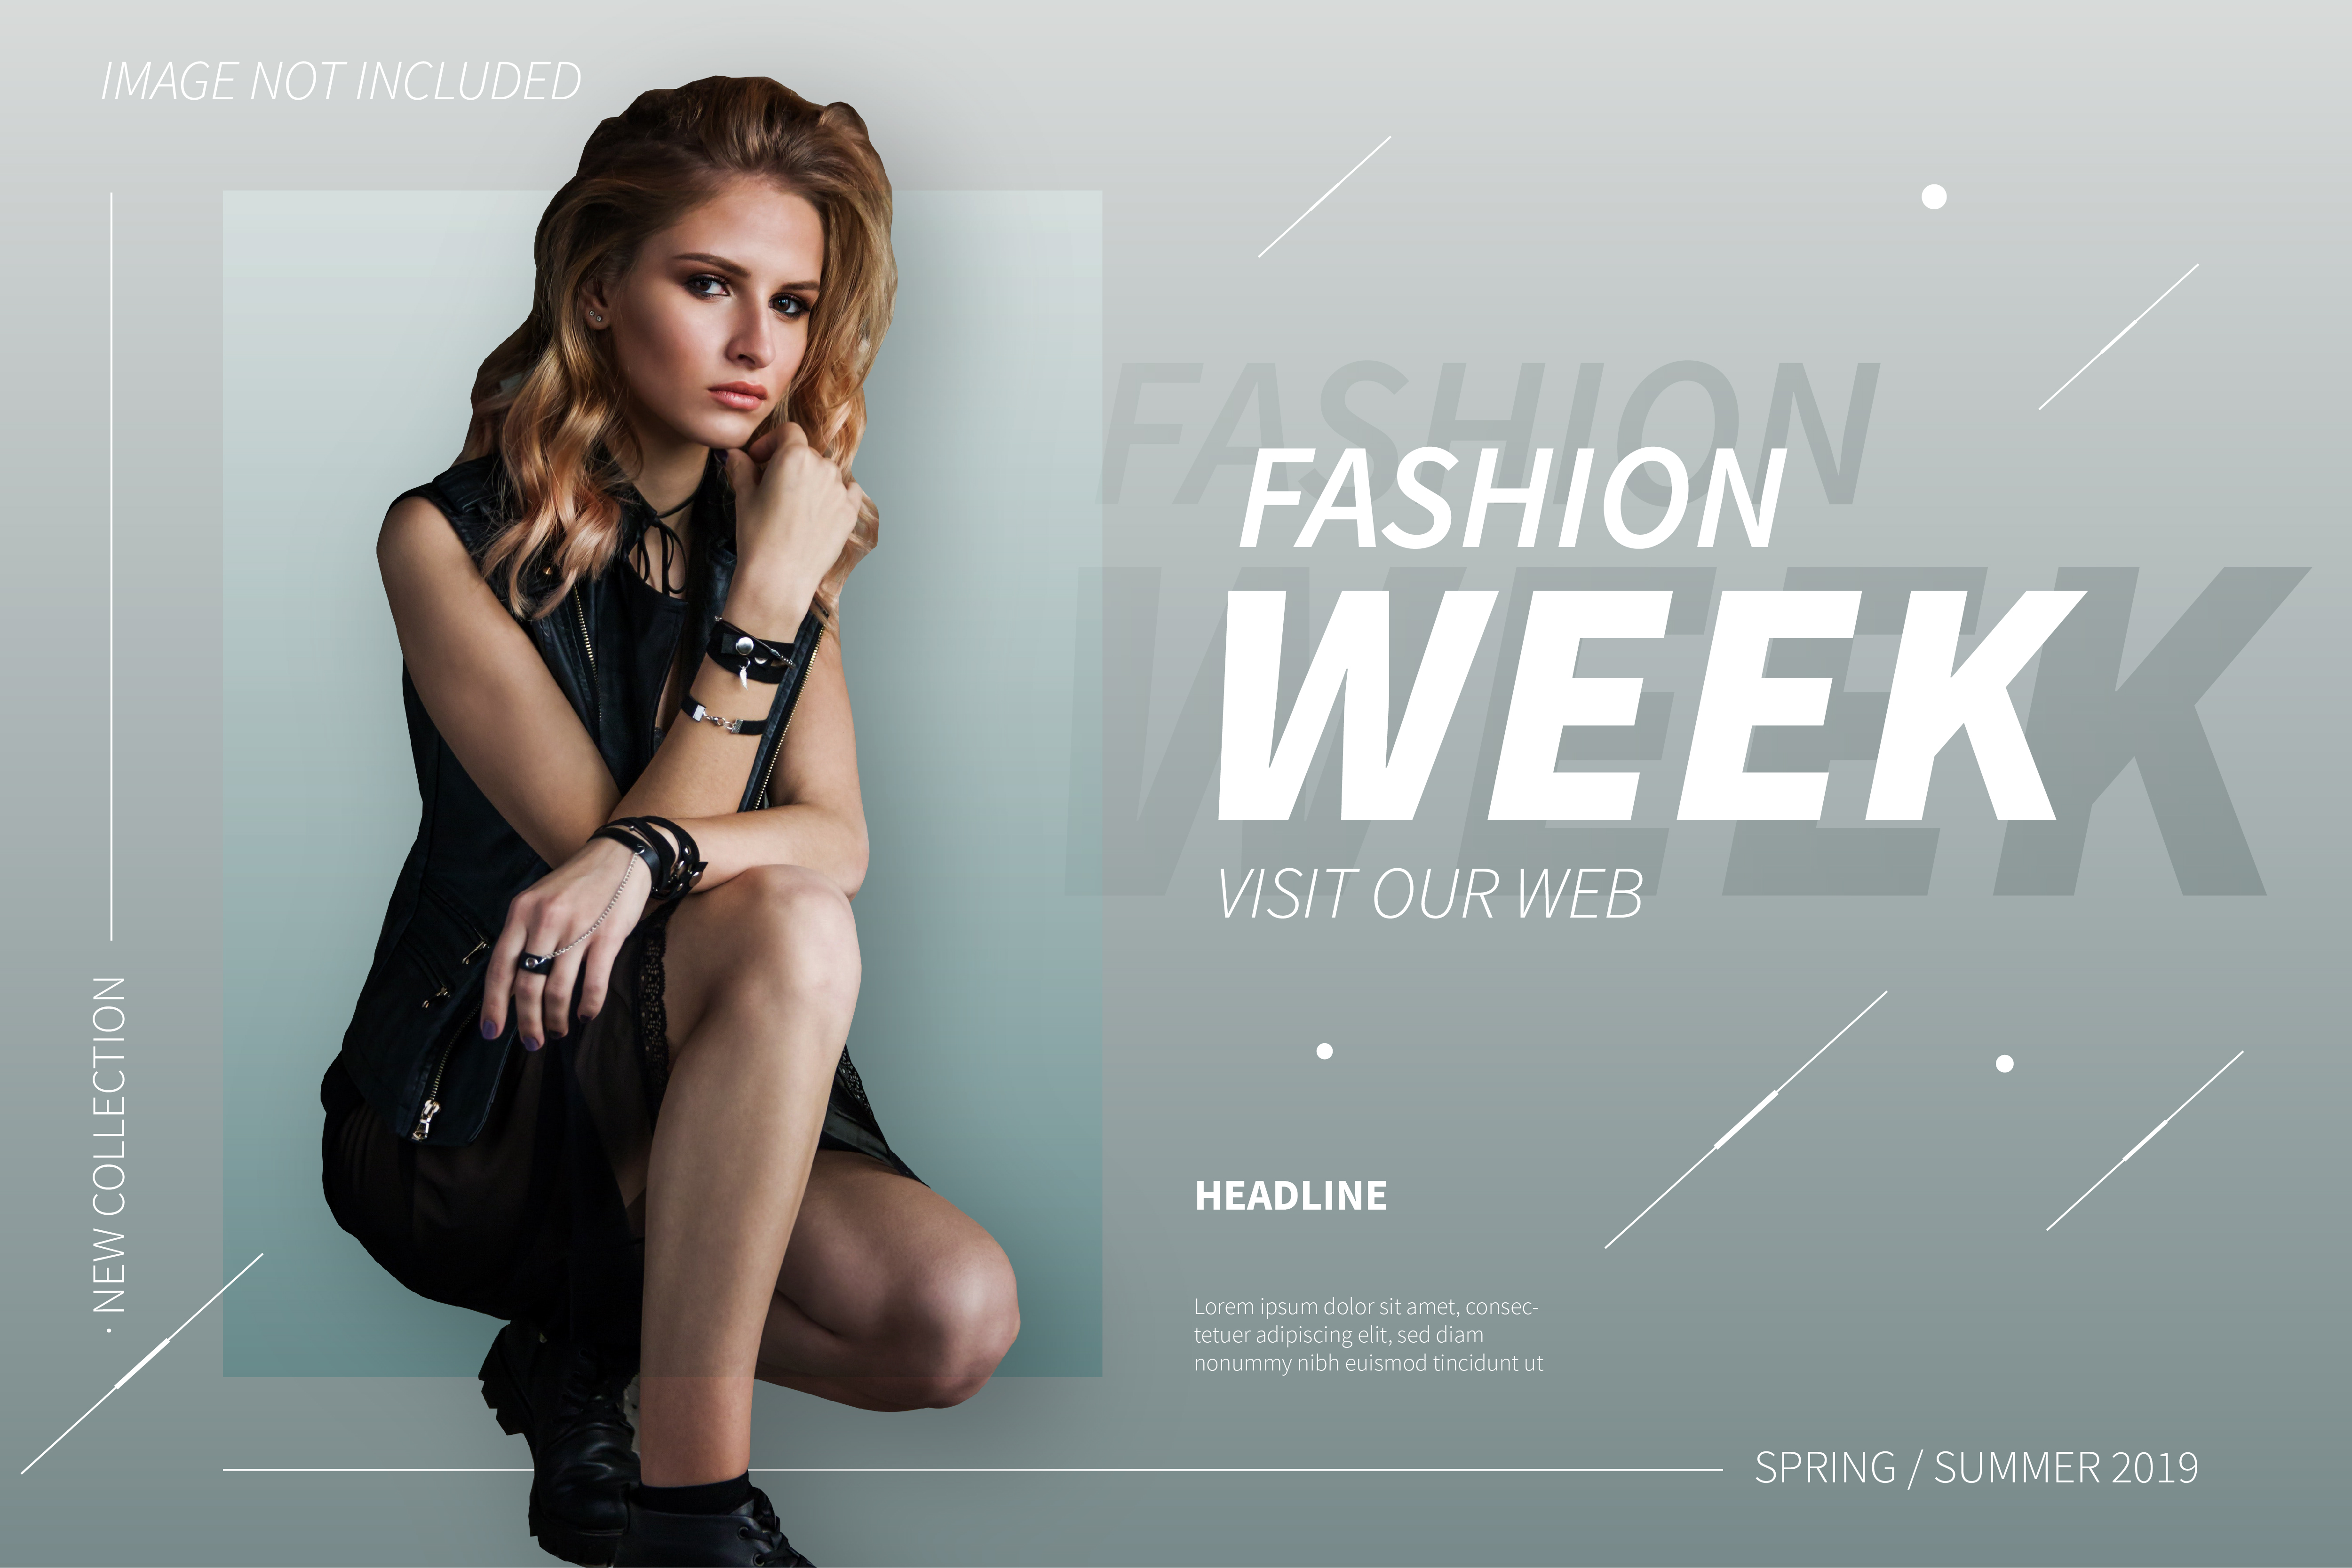 IMAGE NOT INCLUDED
FASHION
WEEK
FASHION
WEEK
VISIT OUR WEB
· NEW COLLECTION
HEADLINE
Lorem ipsum dolor sit amet, consec-
tetuer adipiscing elit, sed diam
nonummy nibh euismod tincidunt ut
SPRING / SUMMER 2019